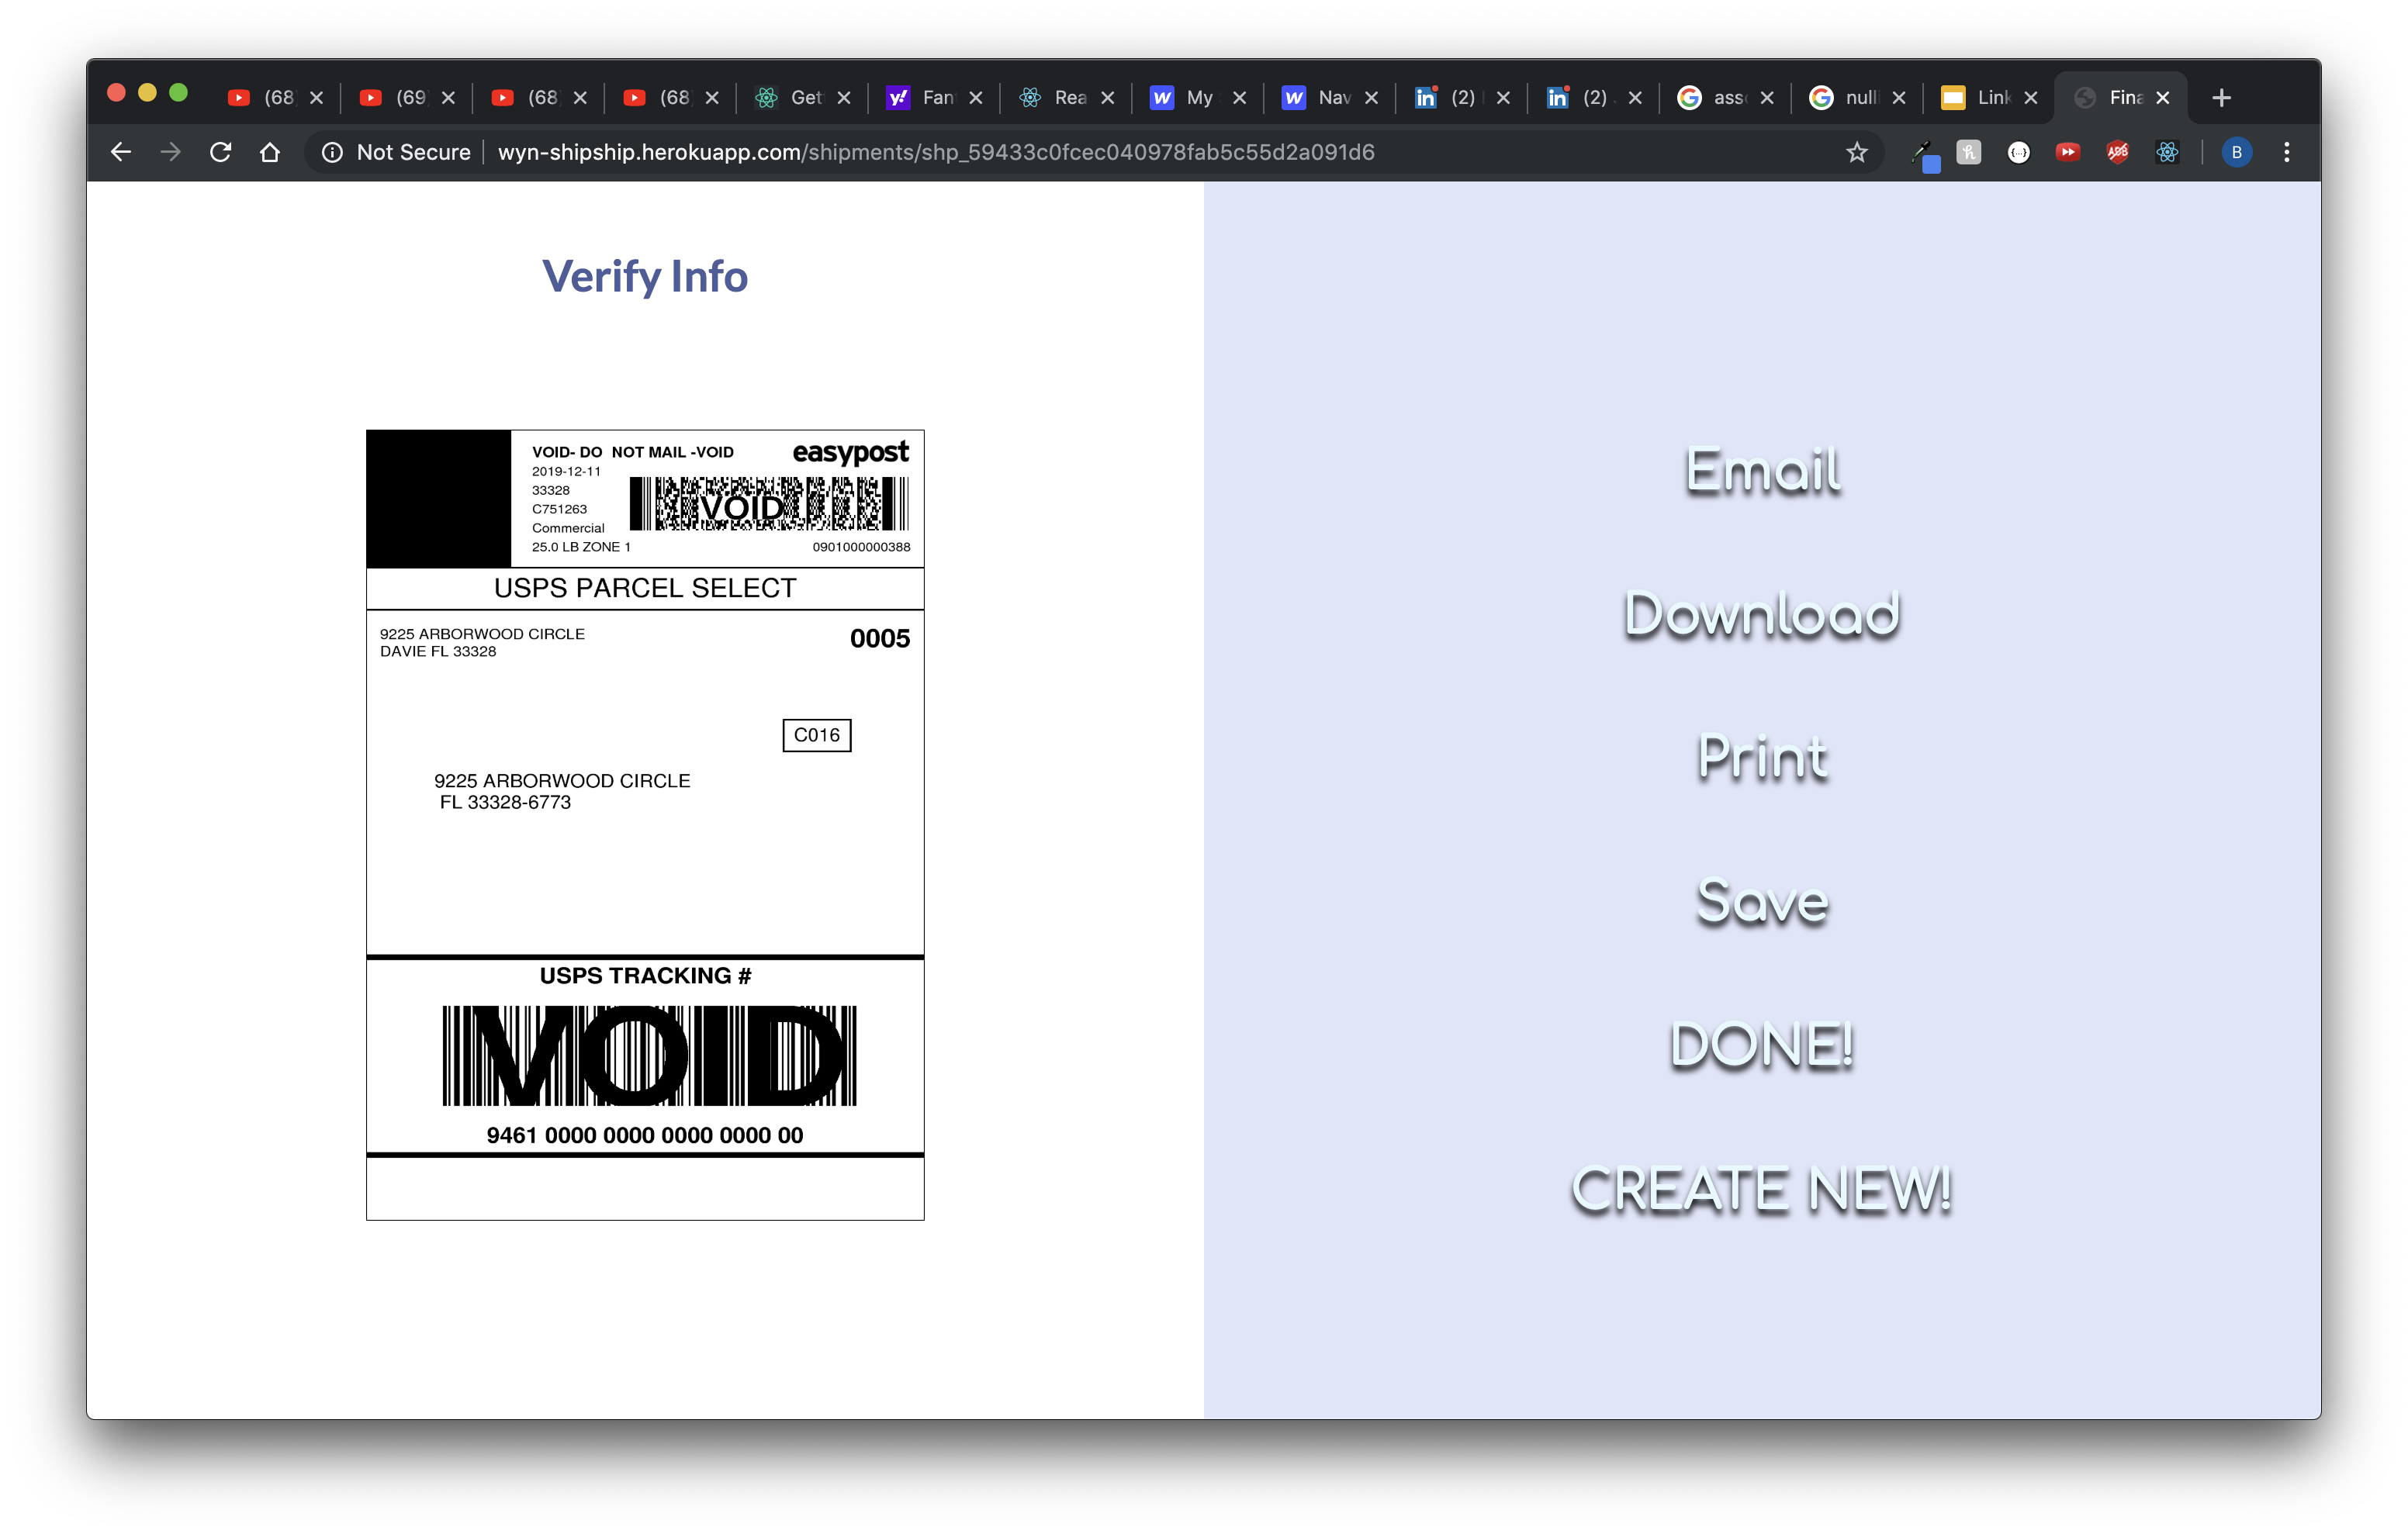 (68 (69 (68 (68 Get Fan Rea My Nav (2) (2) ass nulli Link Fina
Not Secure wyn-shipship.herokuapp.com/shipments/shp_59433c0fcec040978fab5c55d2a091d6
ABP
B
Verify Info
VOID- DO NOT MAIL -VOID
easypost
2019-12-11
33328
C751263
Commercial
25.0 LB ZONE 1
VOID
0901000000388
USPS PARCEL SELECT
9225 ARBORWOOD CIRCLE
DAVIE FL 33328
0005
C016
9225 ARBORWOOD CIRCLE
FL 33328-6773
USPS TRACKING #
VOID
9461 0000 0000 0000 0000 00
Email
Download
Print
Save
DONE!
CREATE NEW!